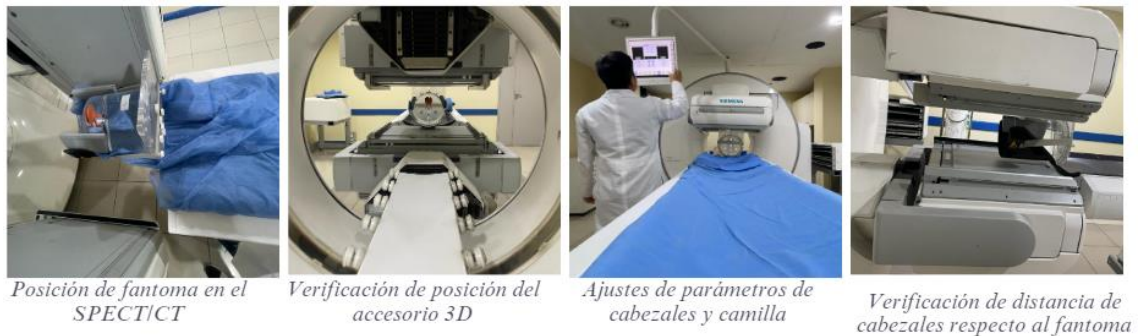 SIEMENS
Posición de fantoma en el
SPECT/CT
Verificación de posición del
accesorio 3D
Ajustes de parámetros de
cabezales y camilla
Verificación de distancia de
cabezales respecto al fantoma